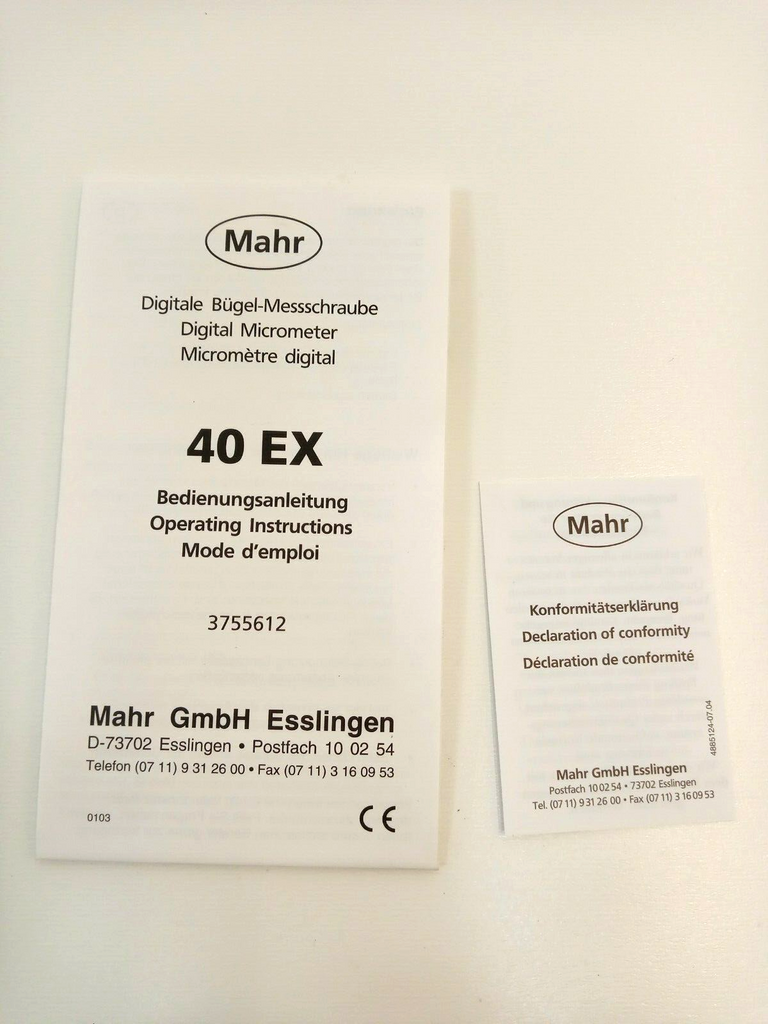 Mahr
Digitale Bügel-Messschraube
Digital Micrometer
Micromètre digital
40 EX
Bedienungsanleitung
Operating Instructions
Mode d'emploi
3755612
Mahr GmbH Esslingen
D-73702 Esslingen • Postfach 10 02 54
Telefon (07 11) 9 31 26 00 • Fax (07 11) 3 16 09 53
0103
CE
Mahr
Konformitätserklärung
Declaration of conformity
Déclaration de conformité
4885124-07.04
Mahr GmbH Esslingen
Postfach 10 02 54 • 73702 Esslingen
Tel. (07 11) 9 31 26 00 • Fax (07 11) 3 16 09 53